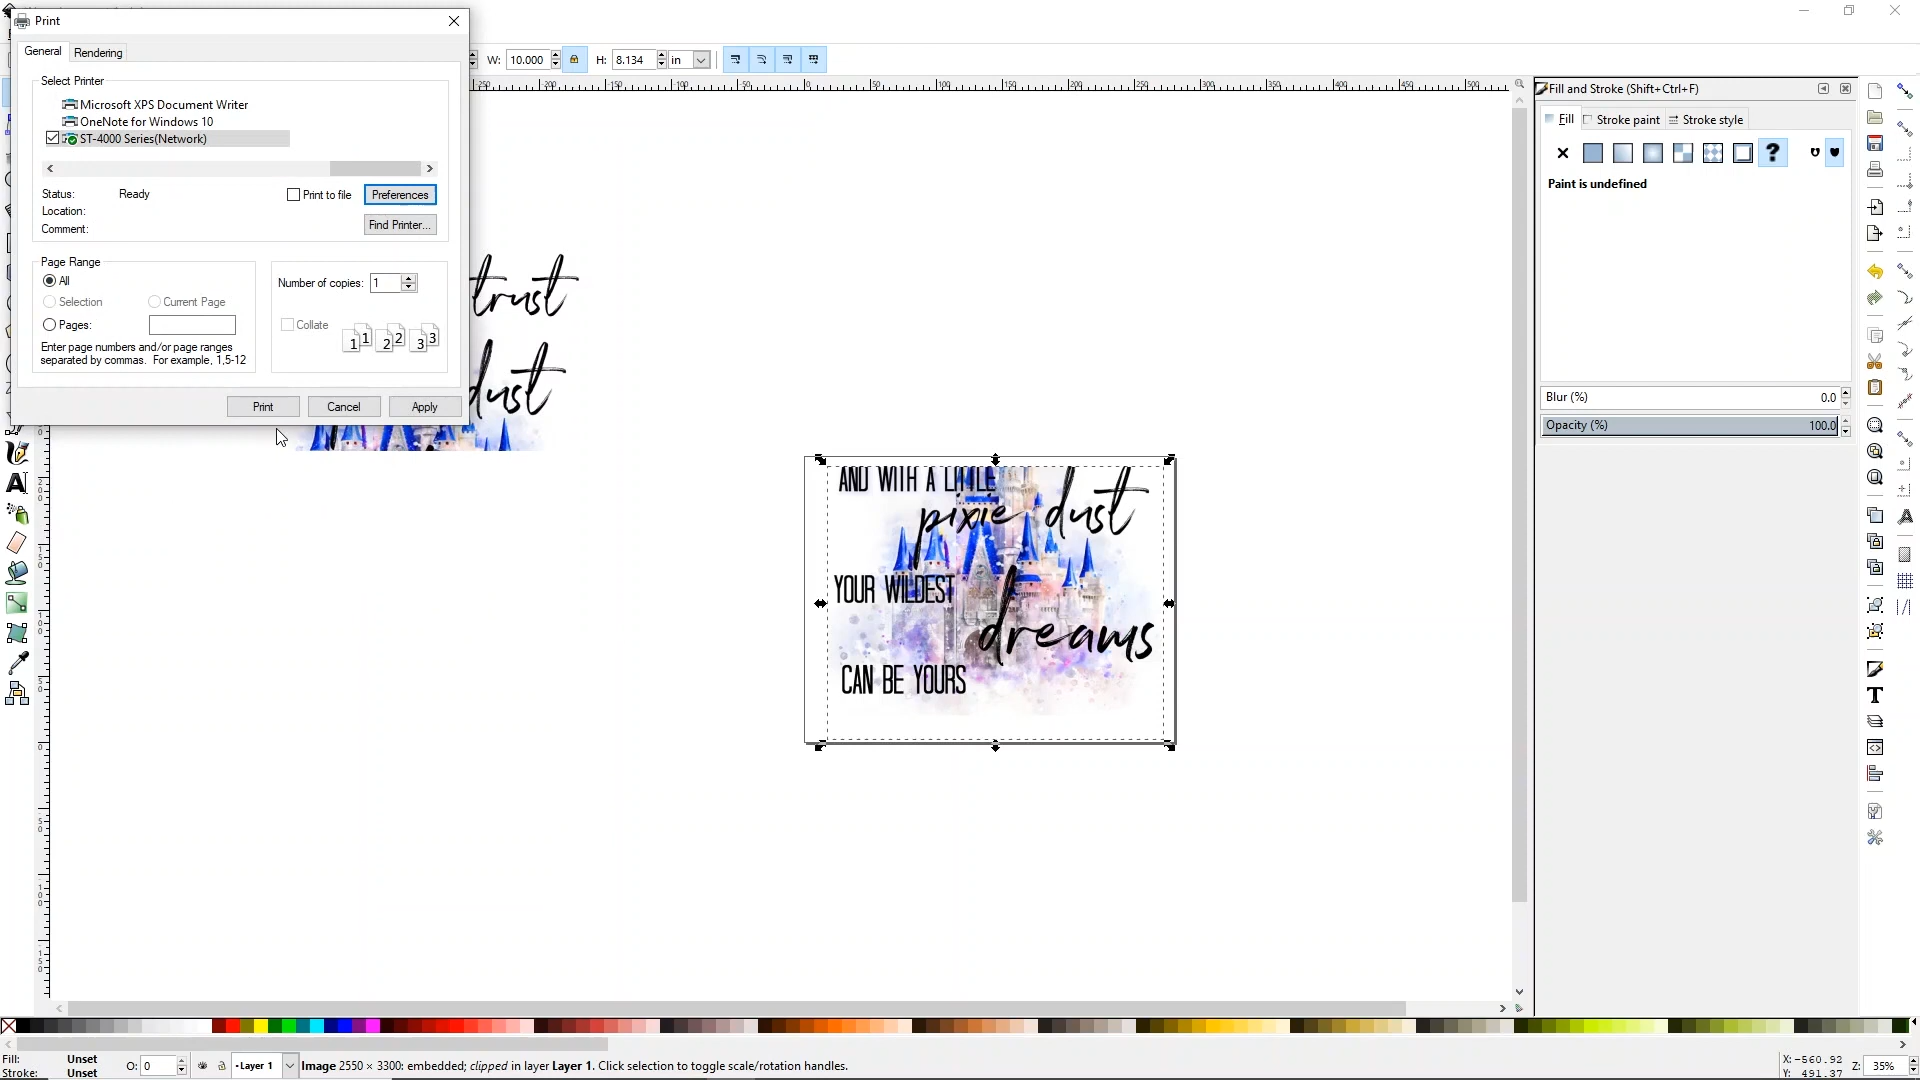 Print
General
Rendering
W:
10.000
H:
8.134
in
Select Printer
Microsoft XPS Document Writer
OneNote for Windows 10
ST-4000 Series(Network)
Status:
Ready
Print to file
Preferences
Location:
Comment:
Find Printer...
Page Range
All
Selection
Current Page
Pages:
Enter page numbers and/or page ranges
separated by commas. For example, 1,5-12
Number of copies:
1
Collate
1 1 2 2 3 3
Print
Cancel
Apply
trust
dust
AND WITH A LITTLE
pixie dust
YOUR WILDEST
dreams
CAN BE YOURS
Fill and Stroke (Shift+Ctrl+F)
Fill
Stroke paint
Stroke style
Paint is undefined
Blur (%)
0.0
Opacity (%)
100.0
Fill:
Unset
Stroke:
Unset
O:
0
•Layer 1
Image 2550 × 3300: embedded; clipped in layer Layer 1. Click selection to toggle scale/rotation handles.
X: -560.92
Y: 491.37
Z:
35%